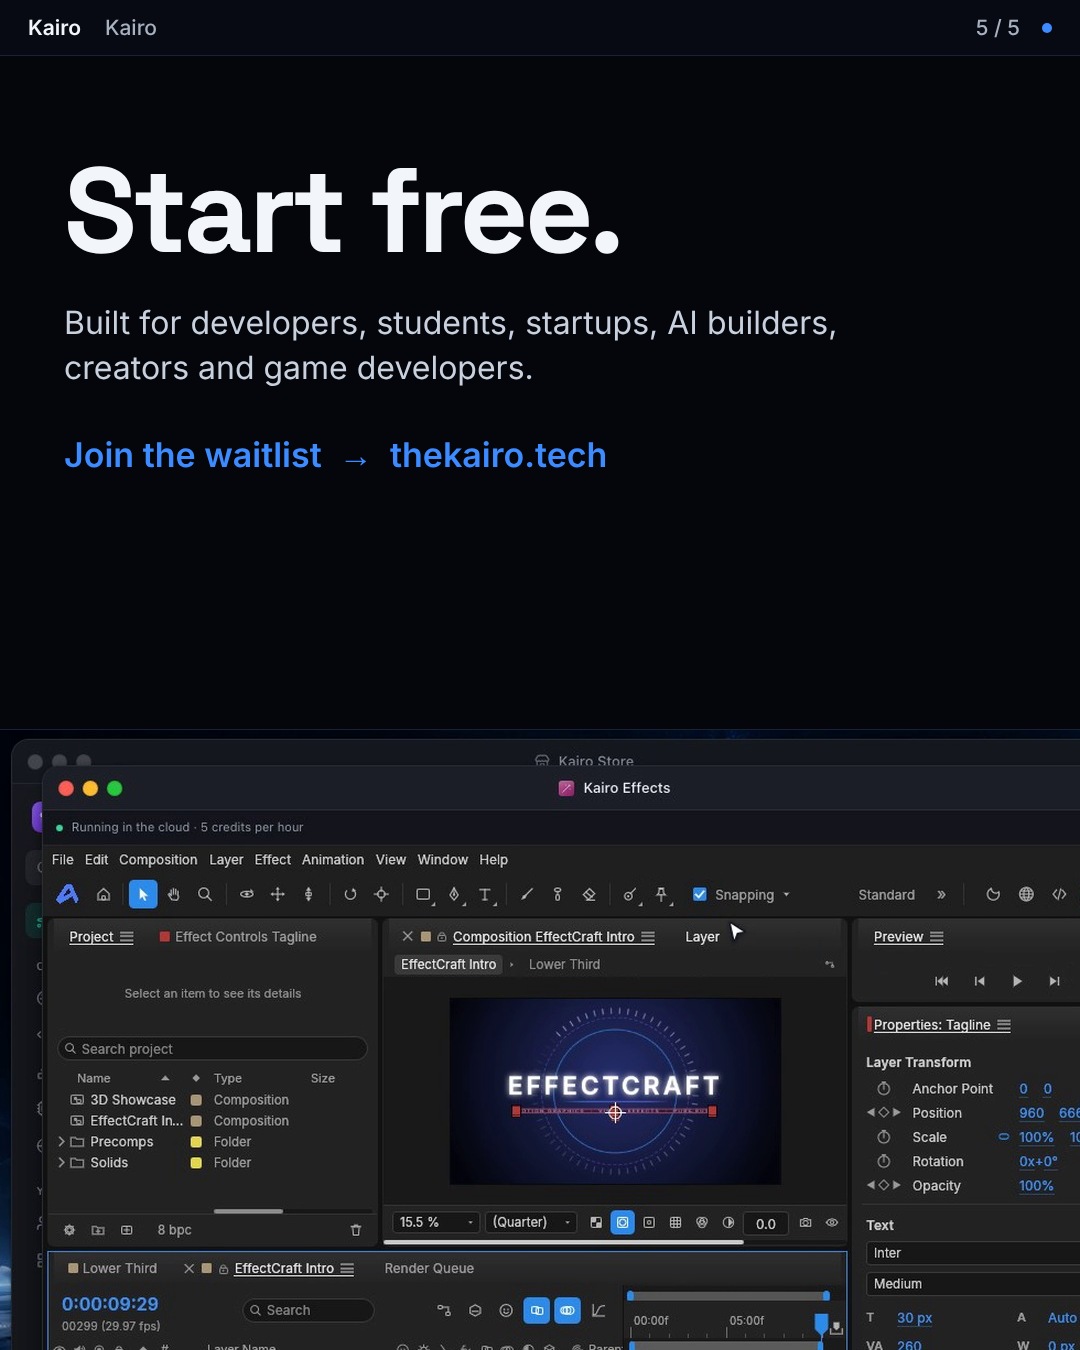 Kairo Kairo 5 / 5
Start free.
Built for developers, students, startups, AI builders,
creators and game developers.
Join the waitlist → thekairo.tech
Kairo Store
Kairo Effects
Running in the cloud · 5 credits per hour
File Edit Composition Layer Effect Animation View Window Help
Snapping Standard »
Project Effect Controls Tagline
Composition EffectCraft Intro Layer
Preview
EffectCraft Intro Lower Third
Select an item to see its details
Properties: Tagline
Search project
Name Type Size
3D Showcase Composition
EffectCraft In... Composition
Precomps Folder
Solids Folder
EFFECTCRAFT
Layer Transform
Anchor Point 0 0
Position 960 666
Scale 100%
Rotation 0x+0°
Opacity 100%
8 bpc
15.5 % (Quarter) 0.0
Text
Inter
Medium
T 30 px A Auto
VA 260 W 0 px
Lower Third EffectCraft Intro Render Queue
0:00:09:29
00299 (29.97 fps)
Search
00:00f 05:00f
# Layer Name